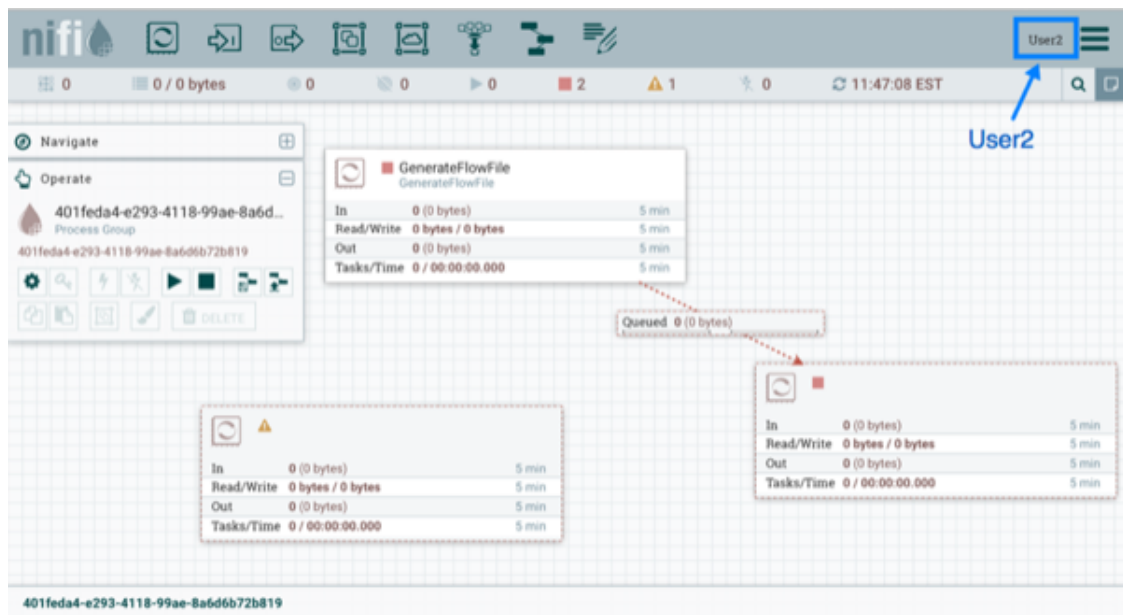 nifi
User2
0 0 / 0 bytes 0 0 0 2 1 0 11:47:08 EST
User2
Navigate
Operate
401feda4-e293-4118-99ae-8a6d...
Process Group
401feda4-e293-4118-99ae-8a6d6b72b819
DELETE
GenerateFlowFile
GenerateFlowFile
In 0 (0 bytes) 5 min
Read/Write 0 bytes / 0 bytes 5 min
Out 0 (0 bytes) 5 min
Tasks/Time 0 / 00:00:00.000 5 min
Queued 0 (0 bytes)
In 0 (0 bytes) 5 min
Read/Write 0 bytes / 0 bytes 5 min
Out 0 (0 bytes) 5 min
Tasks/Time 0 / 00:00:00.000 5 min
In 0 (0 bytes) 5 min
Read/Write 0 bytes / 0 bytes 5 min
Out 0 (0 bytes) 5 min
Tasks/Time 0 / 00:00:00.000 5 min
401feda4-e293-4118-99ae-8a6d6b72b819